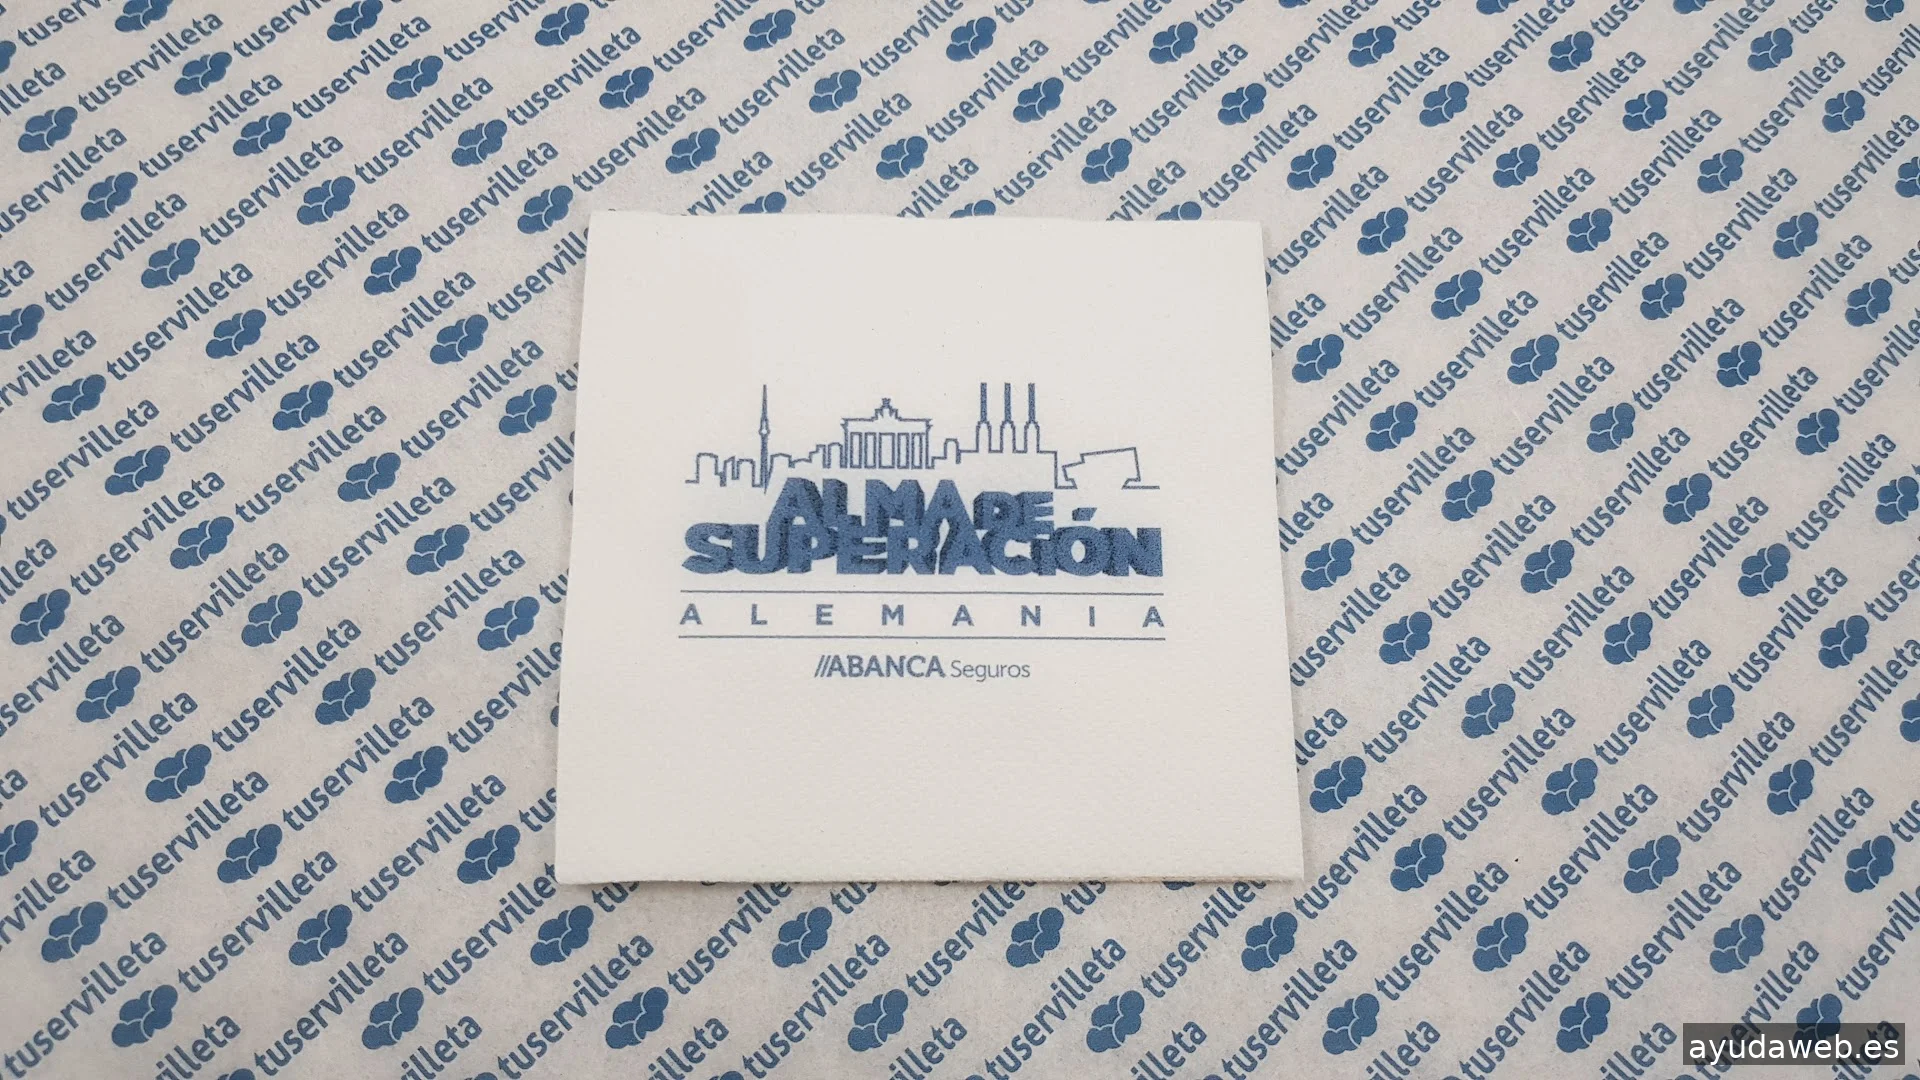 ALMA DE
SUPERACIÓN
ALEMANIA
//ABANCA Seguros
tuservilleta
ayudaweb.es